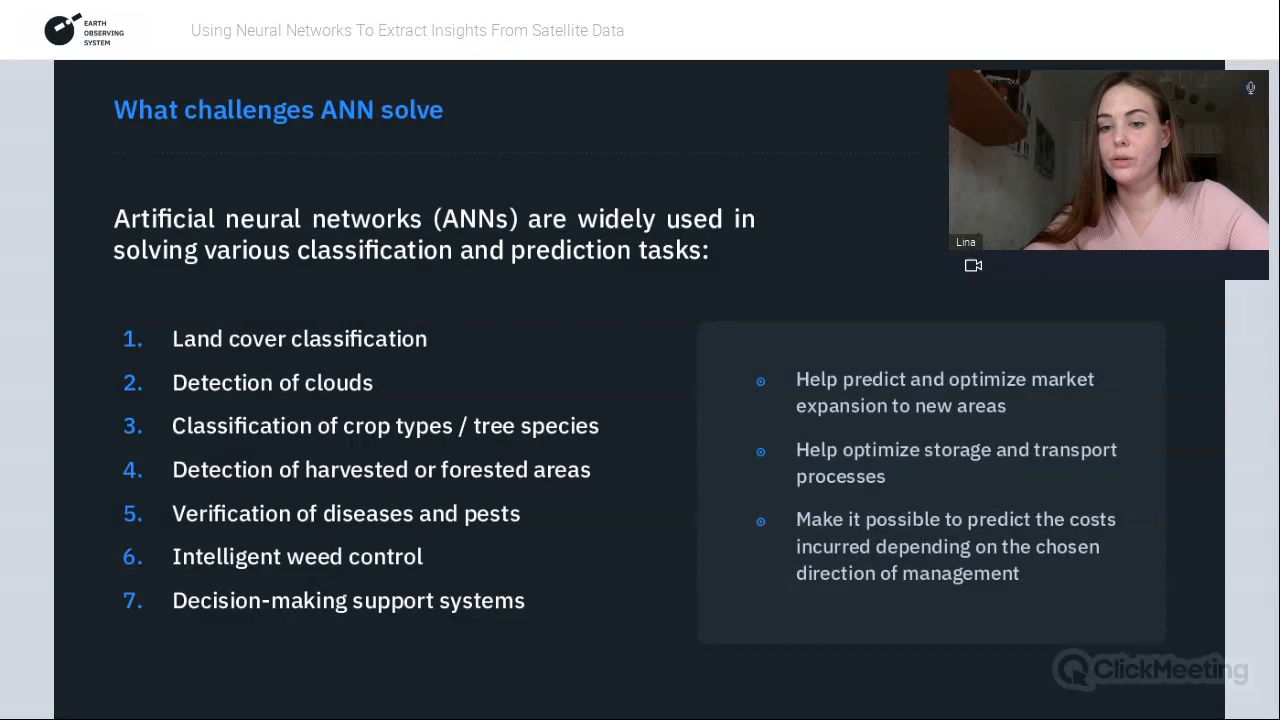 EARTH
OBSERVING
SYSTEM
Using Neural Networks To Extract Insights From Satellite Data
What challenges ANN solve
Lina
Artificial neural networks (ANNs) are widely used in
solving various classification and prediction tasks:
1. Land cover classification
2. Detection of clouds
3. Classification of crop types / tree species
4. Detection of harvested or forested areas
5. Verification of diseases and pests
6. Intelligent weed control
7. Decision-making support systems
Help predict and optimize market
expansion to new areas
Help optimize storage and transport
processes
Make it possible to predict the costs
incurred depending on the chosen
direction of management
ClickMeeting